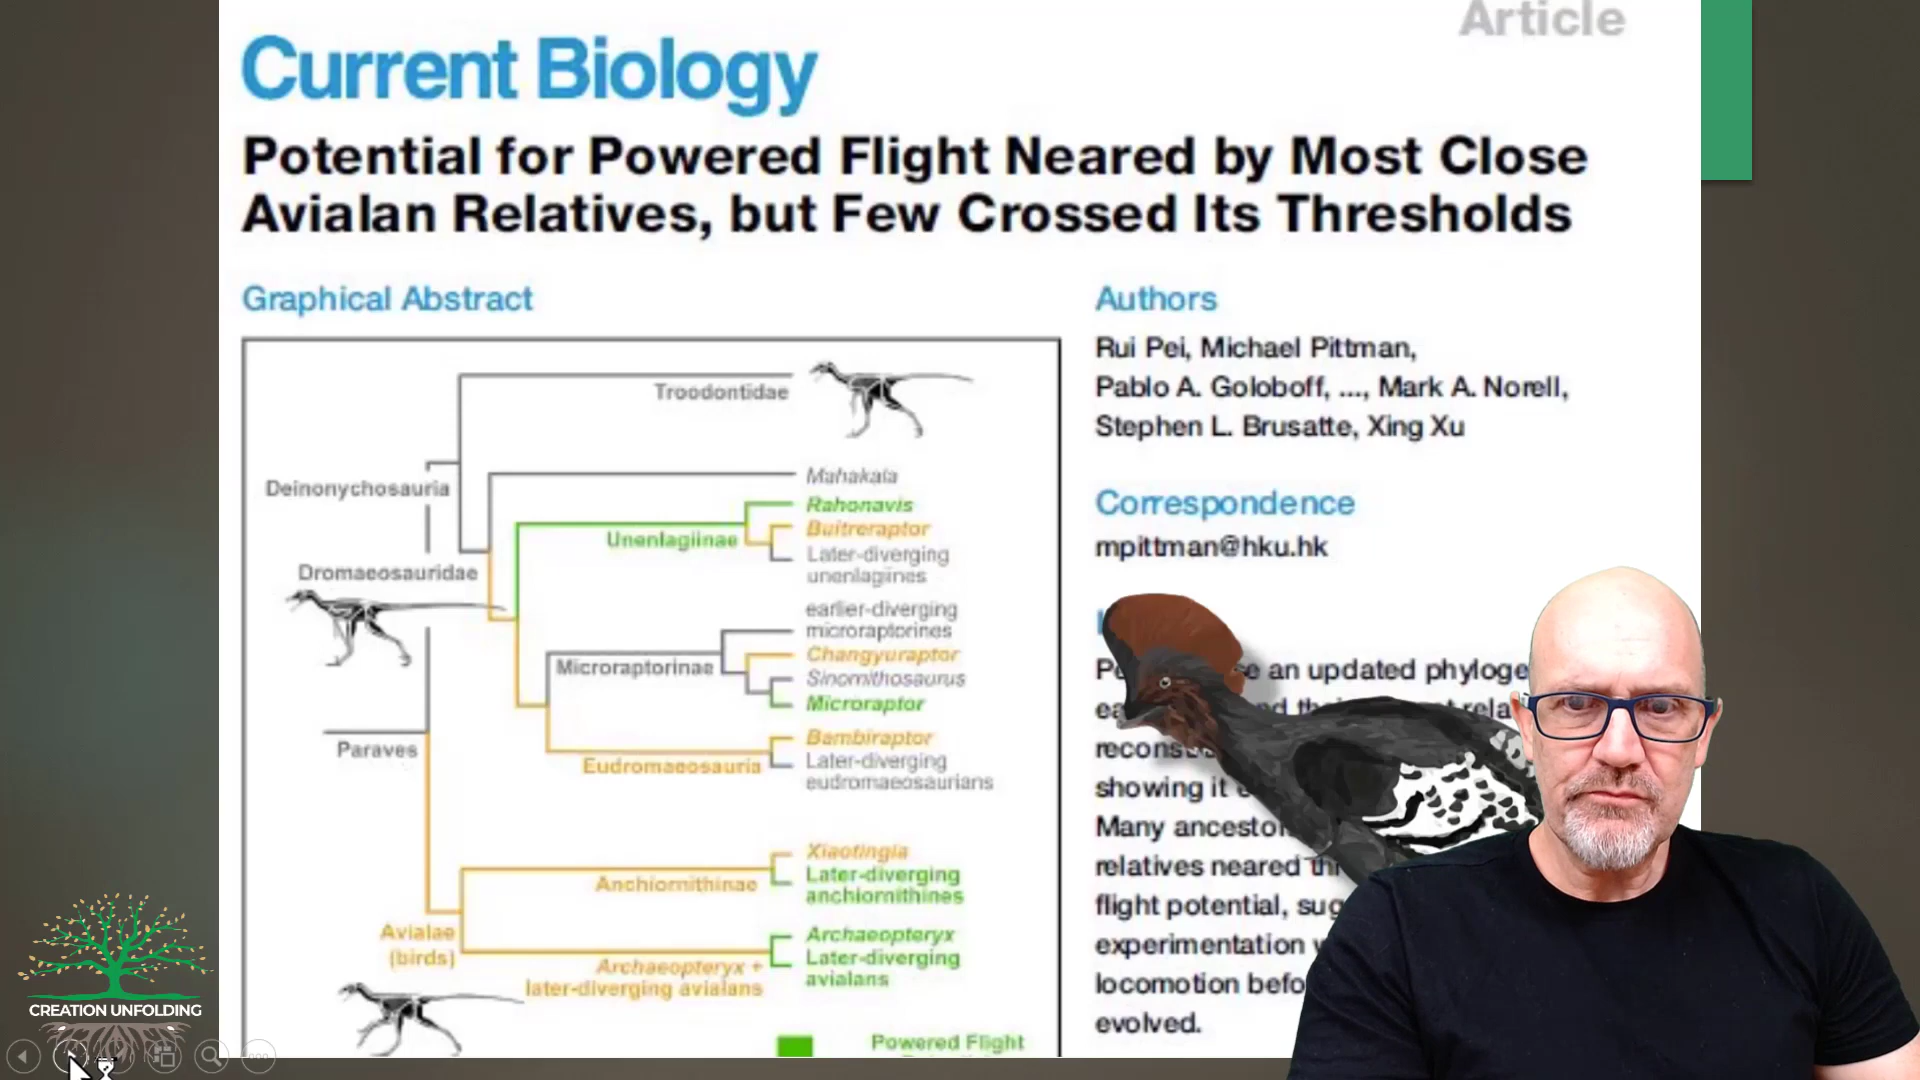 Article
Current Biology
Potential for Powered Flight Neared by Most Close
Avialan Relatives, but Few Crossed Its Thresholds
Graphical Abstract
Troodontidae
Deinonychosauria
Mahakala
Rahonavis
Buitreraptor
Unenlagiinae
Later-diverging
unenlagiines
Dromaeosauridae
earlier-diverging
microraptorines
Changyuraptor
Microraptorinae
Sinornithosaurus
Microraptor
Bambiraptor
Paraves
Later-diverging
Eudromaeosauria
eudromaeosaurians
Xiaotingia
Later-diverging
Anchiornithinae
anchiornithines
Avialae
(birds)
Archaeopteryx
Later-diverging
avialans
Archaeopteryx +
later-diverging avialans
Powered Flight
Authors
Rui Pei, Michael Pittman,
Pablo A. Goloboff, ..., Mark A. Norell,
Stephen L. Brusatte, Xing Xu
Correspondence
mpittman@hku.hk
an updated phyloge
showing it
Many
relatives neared
flight potential,
experimentation
locomotion
evolved.
CREATION UNFOLDING